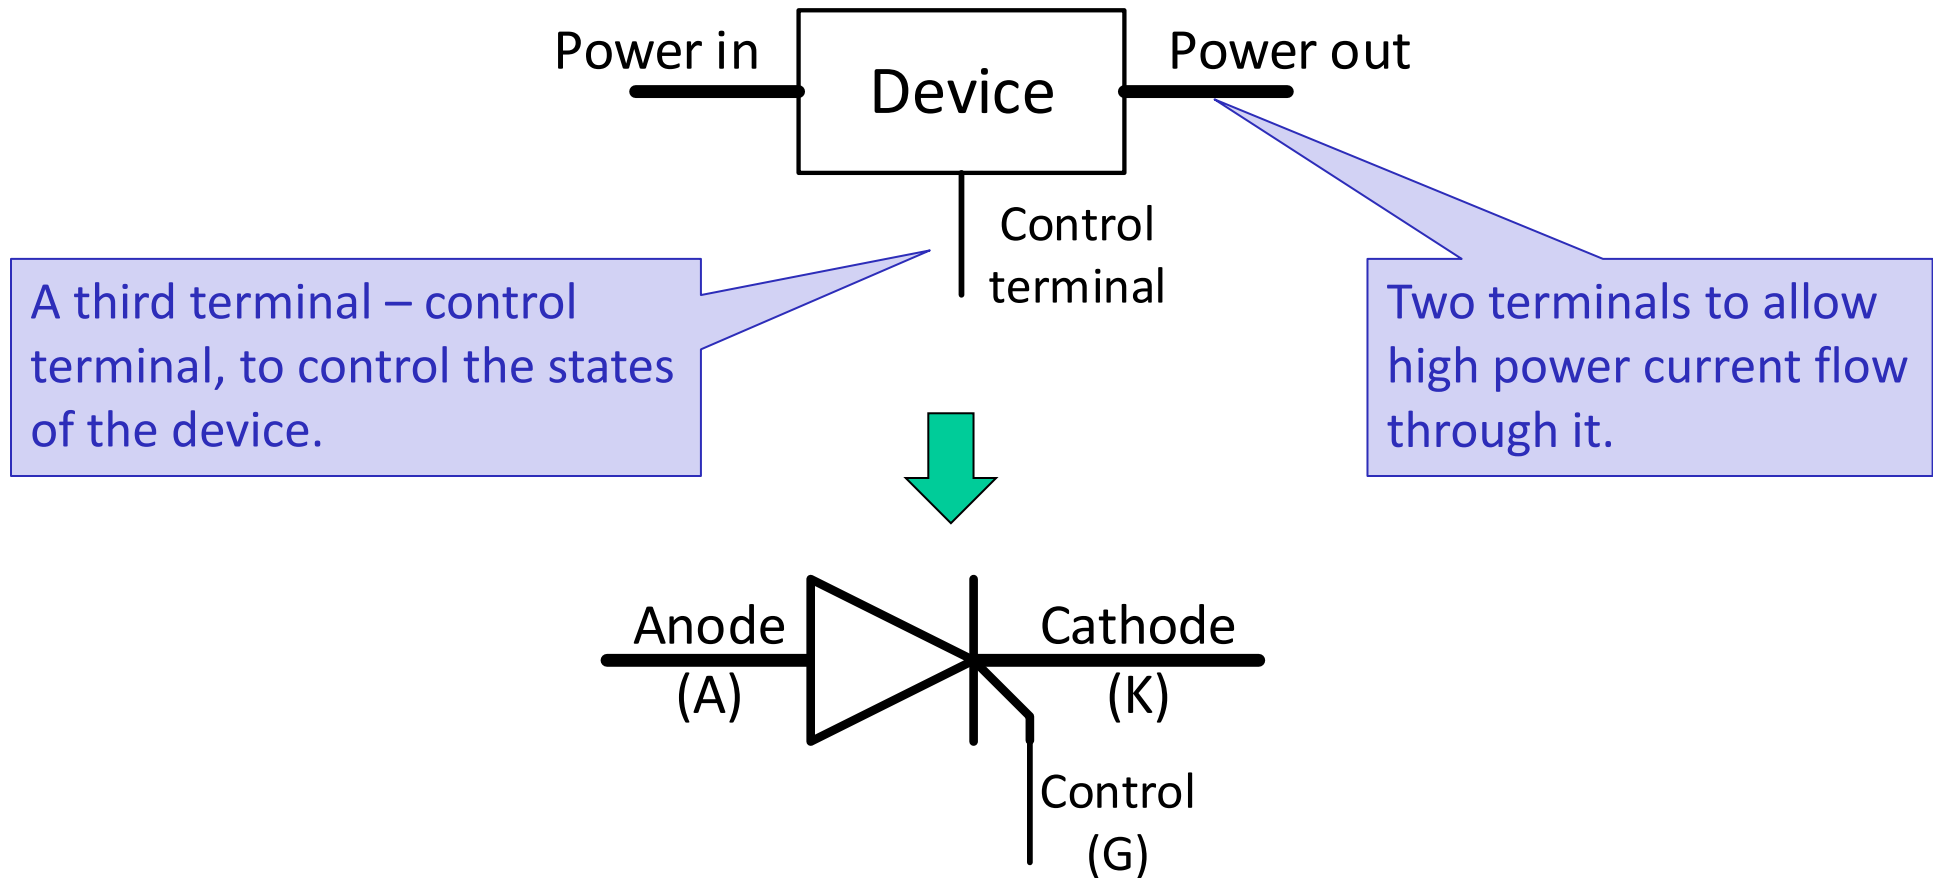 Power in
Device
Power out
Control
terminal
A third terminal – control
terminal, to control the states
of the device.
Two terminals to allow
high power current flow
through it.
Anode
(A)
Cathode
(K)
Control
(G)